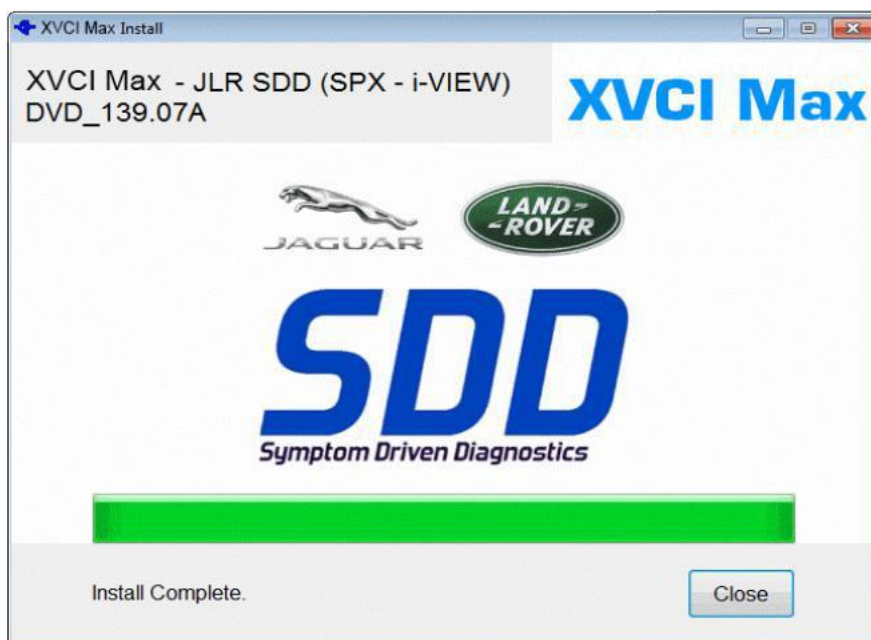 XVCI Max Install
XVCI Max - JLR SDD (SPX - i-VIEW)
DVD_139.07A
XVCI Max
JAGUAR
LAND-
-ROVER
SDD
Symptom Driven Diagnostics
Install Complete.
Close